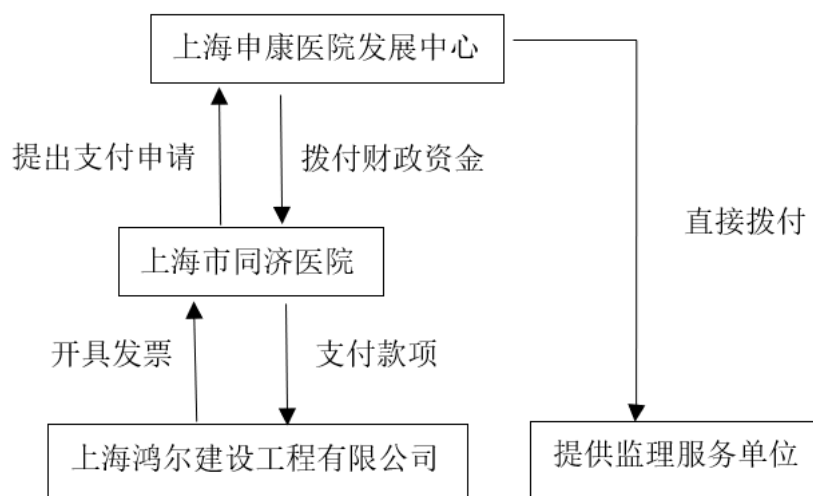 上海申康医院发展中心
提出支付申请
拨付财政资金
直接拨付
上海市同济医院
开具发票
支付款项
上海鸿尔建设工程有限公司
提供监理服务单位